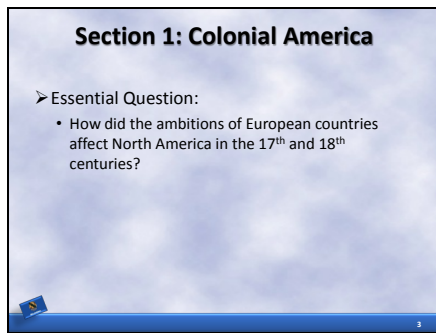 Section 1: Colonial America
➢Essential Question:
• How did the ambitions of European countries
affect North America in the 17th and 18th
centuries?
3